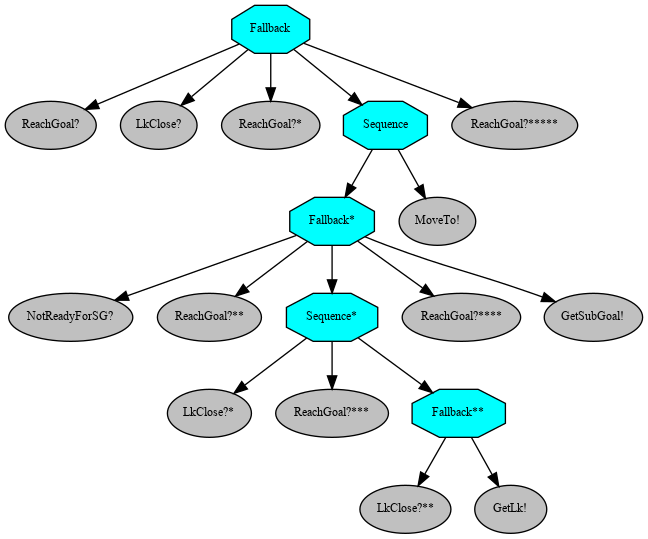 Fallback
ReachGoal?
LkClose?
ReachGoal?*
Sequence
ReachGoal?*****
Fallback*
MoveTo!
NotReadyForSG?
ReachGoal?**
Sequence*
ReachGoal?****
GetSubGoal!
LkClose?*
ReachGoal?***
Fallback**
LkClose?**
GetLk!